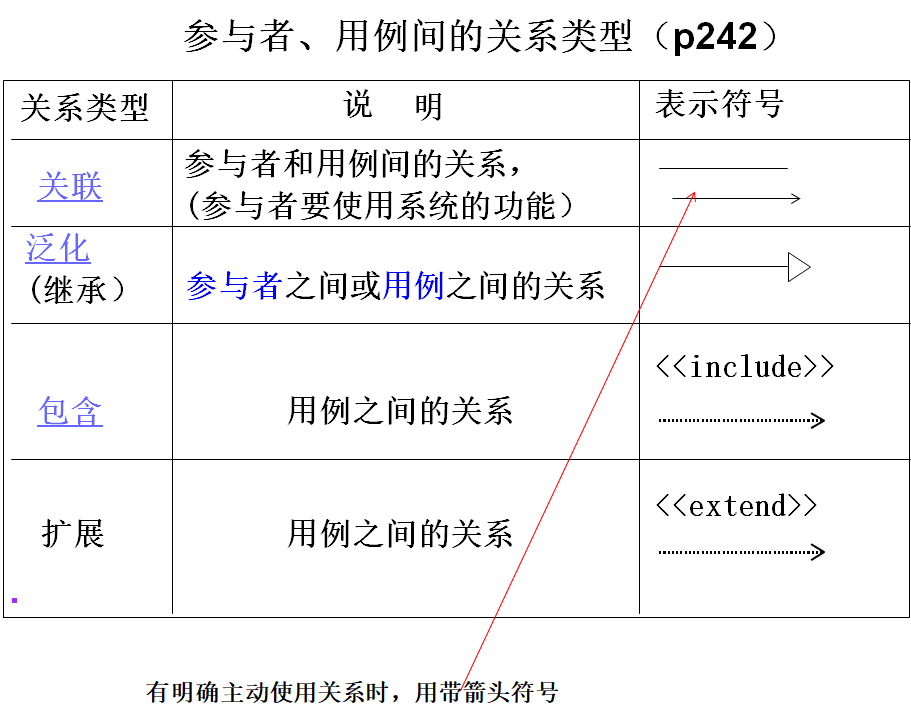 参与者、用例间的关系类型（p242）
关系类型
说 明
表示符号
关联
参与者和用例间的关系，
(参与者要使用系统的功能）
泛化
(继承）
参与者之间或用例之间的关系
包含
用例之间的关系
<<include>>
扩展
用例之间的关系
<<extend>>
有明确主动使用关系时，用带箭头符号